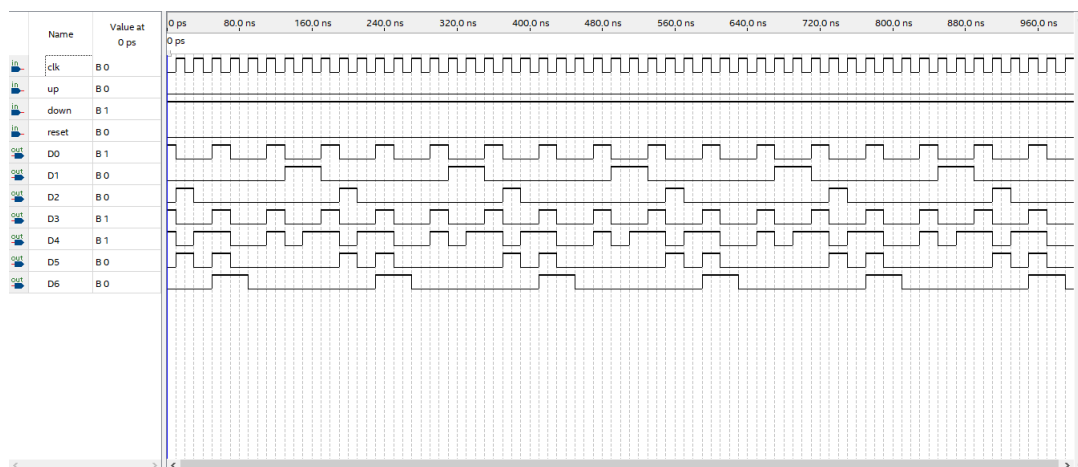 Name Value at 0 ps
0 ps 80.0 ns 160.0 ns 240.0 ns 320.0 ns 400.0 ns 480.0 ns 560.0 ns 640.0 ns 720.0 ns 800.0 ns 880.0 ns 960.0 ns
0 ps
in clk B 0
in up B 0
in down B 1
in reset B 0
out D0 B 1
out D1 B 0
out D2 B 0
out D3 B 1
out D4 B 1
out D5 B 0
out D6 B 0